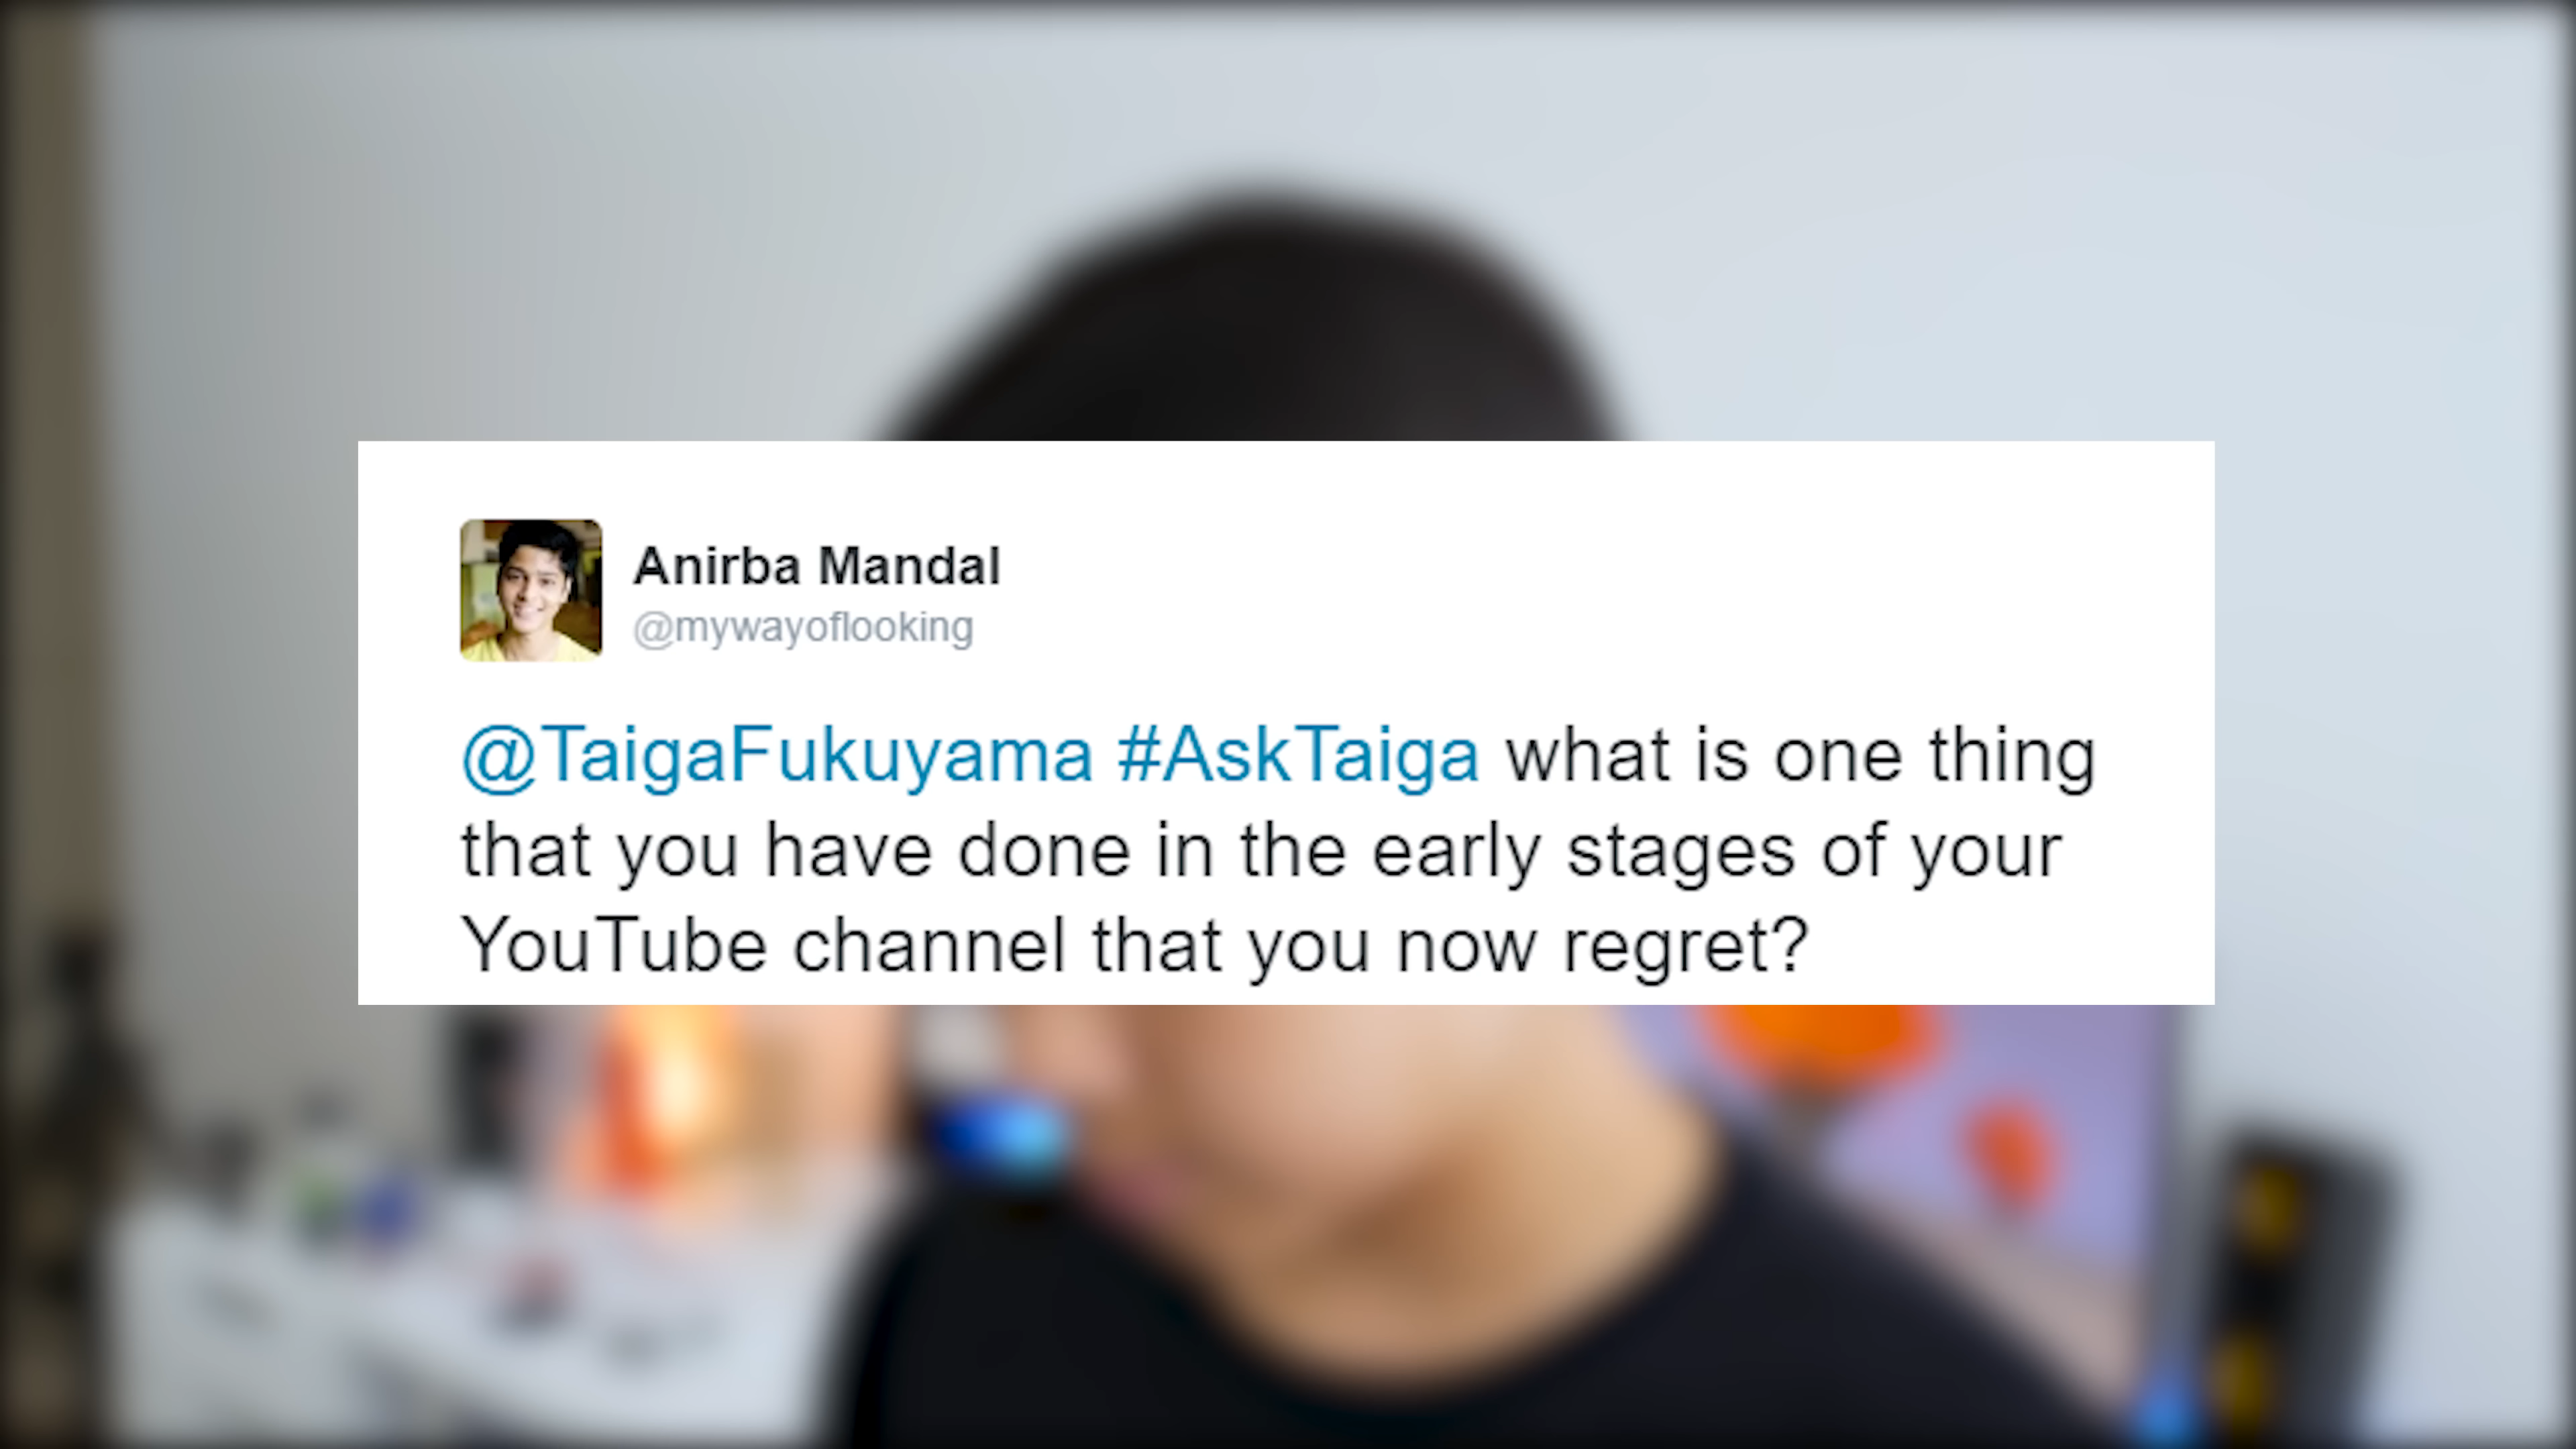 Anirba Mandal
@mywayoflooking
@TaigaFukuyama #AskTaiga what is one thing
that you have done in the early stages of your
YouTube channel that you now regret?